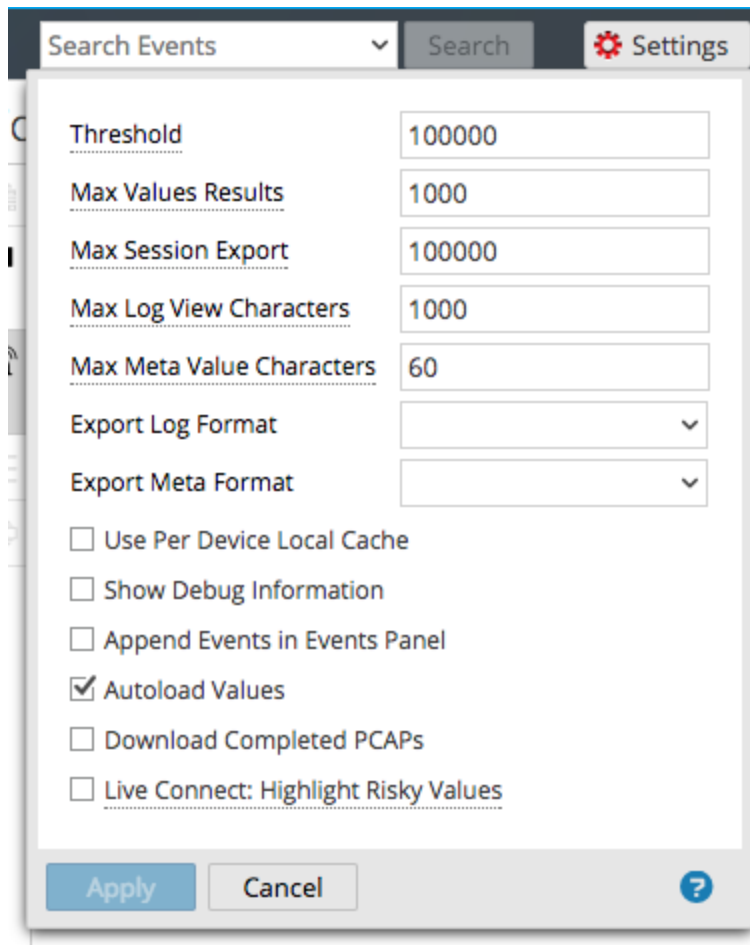 Search Events Search Settings
Threshold 100000
Max Values Results 1000
Max Session Export 100000
Max Log View Characters 1000
Max Meta Value Characters 60
Export Log Format
Export Meta Format
Use Per Device Local Cache
Show Debug Information
Append Events in Events Panel
Autoload Values
Download Completed PCAPs
Live Connect: Highlight Risky Values
Apply Cancel ?